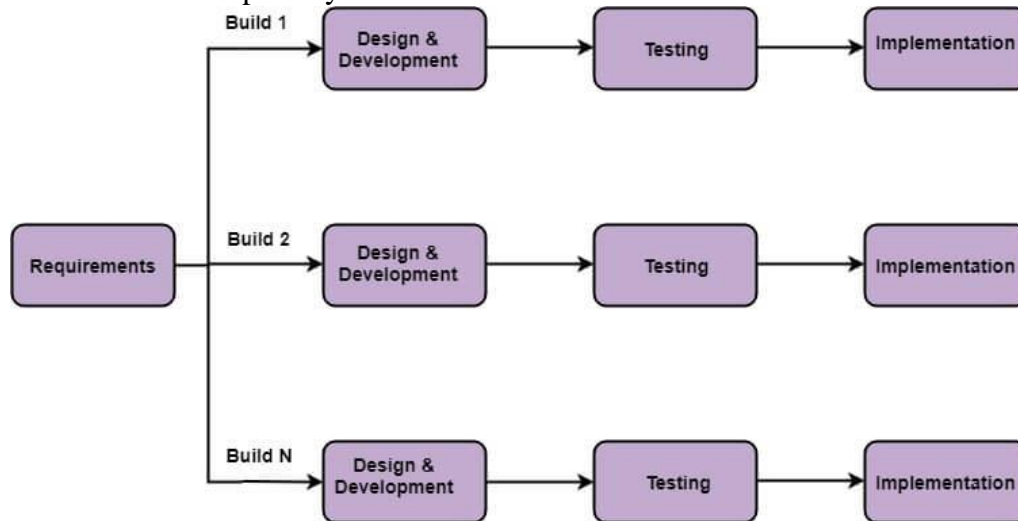 Build 1
Design &
Development
Testing
Implementation
Requirements
Build 2
Design &
Development
Testing
Implementation
Build N
Design &
Development
Testing
Implementation